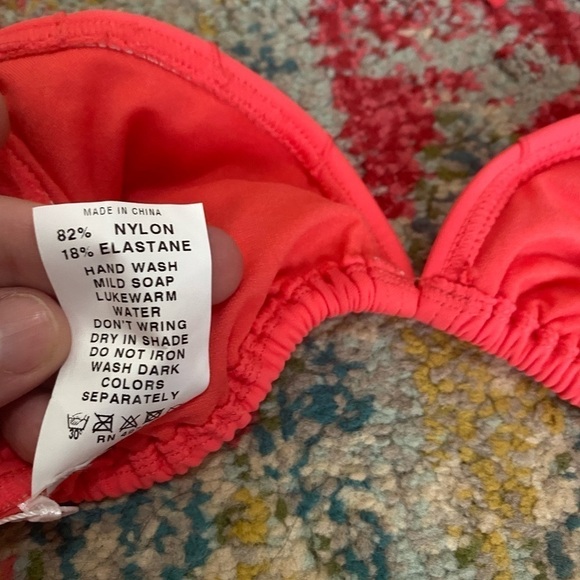 MADE IN CHINA
82% NYLON
18% ELASTANE
HAND WASH
MILD SOAP
LUKEWARM
WATER
DON'T WRING
DRY IN SHADE
DO NOT IRON
WASH DARK
COLORS
SEPARATELY
30°
RN